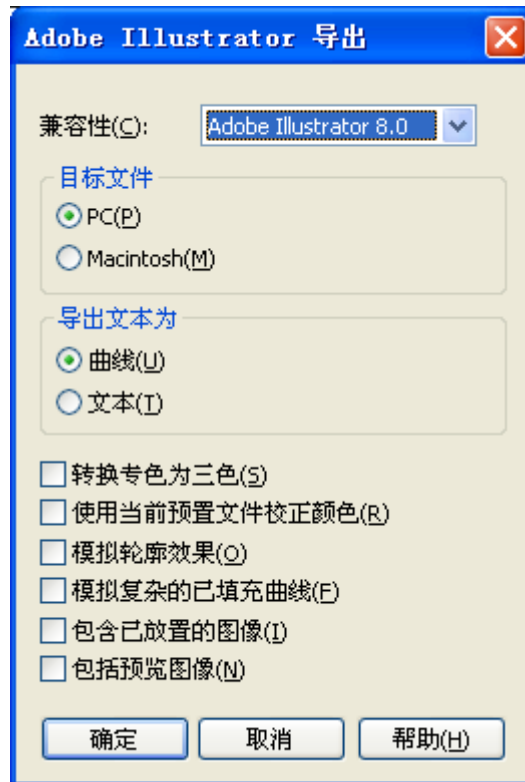 Adobe Illustrator 导出
兼容性(C): Adobe Illustrator 8.0
目标文件
PC(P)
Macintosh(M)
导出文本为
曲线(U)
文本(T)
转换专色为三色(S)
使用当前预置文件校正颜色(R)
模拟轮廓效果(O)
模拟复杂的已填充曲线(F)
包含已放置的图像(I)
包括预览图像(N)
确定 取消 帮助(H)